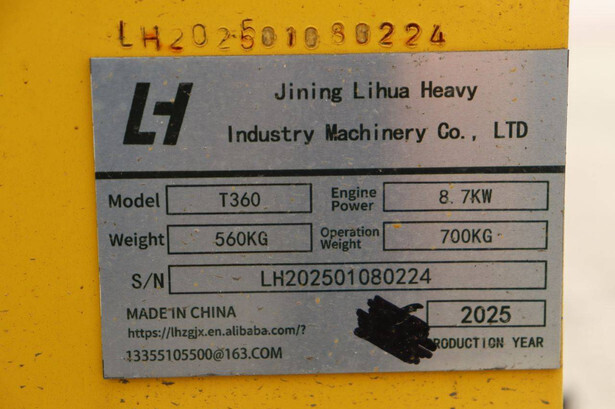 LH202501080224
LH
Jining Lihua Heavy
Industry Machinery Co., LTD
Model T360 Engine Power 8.7KW
Weight 560KG Operation Weight 700KG
S/N LH202501080224
MADE IN CHINA 2025
https://lhzgjx.en.alibaba.com/?
13355105500@163.COM RODUCTION YEAR